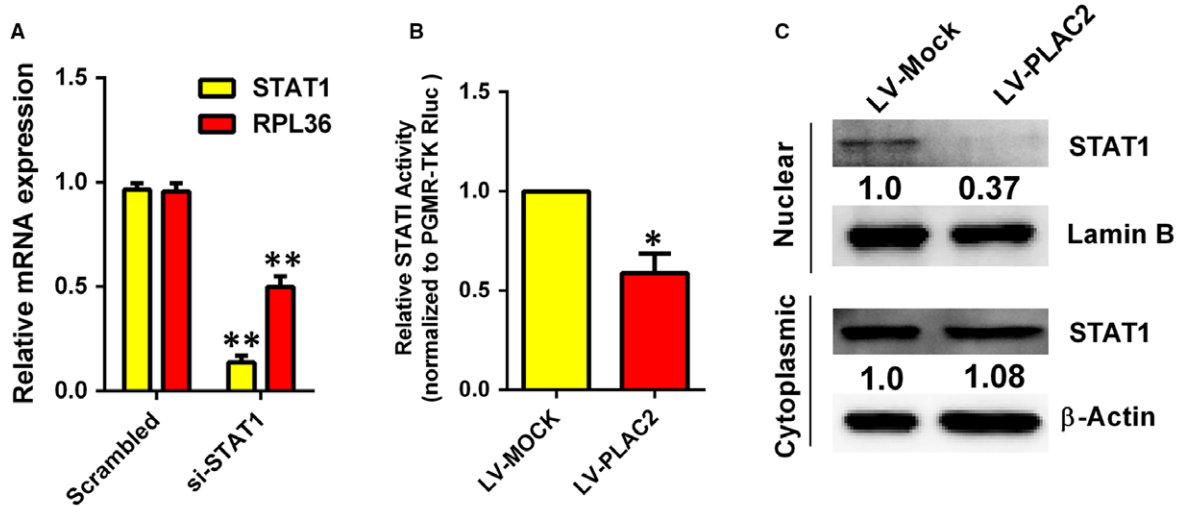 A
Relative mRNA expression
1.5
1.0
0.5
0.0
STAT1
RPL36
**
**
Scrambled
si-STAT1
B
Relative STATI Activity
(normalized to PGMR-TK Rluc )
1.5
1.0
0.5
0.0
*
LV-MOCK
LV-PLAC2
C
LV-Mock
LV-PLAC2
Nuclear
STAT1
1.0 0.37
Lamin B
Cytoplasmic
STAT1
1.0 1.08
β-Actin